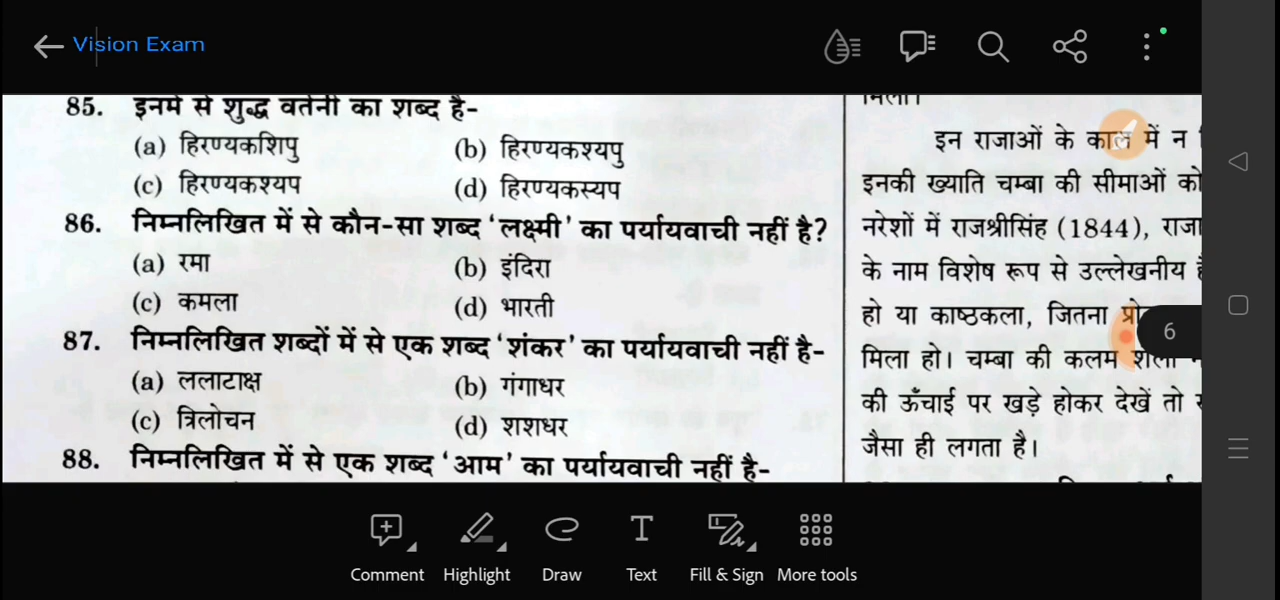 Vision Exam
85. इनमें से शुद्ध वर्तनी का शब्द है-
(a) हिरण्यकशिपु (b) हिरण्यकश्यपु
(c) हिरण्यकश्यप (d) हिरण्यकस्यप
86. निम्नलिखित में से कौन-सा शब्द 'लक्ष्मी' का पर्यायवाची नहीं है?
(a) रमा (b) इंदिरा
(c) कमला (d) भारती
87. निम्नलिखित शब्दों में से एक शब्द 'शंकर' का पर्यायवाची नहीं है-
(a) ललाटाक्ष (b) गंगाधर
(c) त्रिलोचन (d) शशधर
88. निम्नलिखित में से एक शब्द 'आम' का पर्यायवाची नहीं है-
मिला।
इन राजाओं के काल में न
इनकी ख्याति चम्बा की सीमाओं को
नरेशों में राजश्रीसिंह (1844), राजा
के नाम विशेष रूप से उल्लेखनीय
हो या काष्ठकला, जितना
मिला हो। चम्बा की कलम शैली
की ऊँचाई पर खड़े होकर देखें तो
जैसा ही लगता है।
6
Comment Highlight Draw Text Fill & Sign More tools